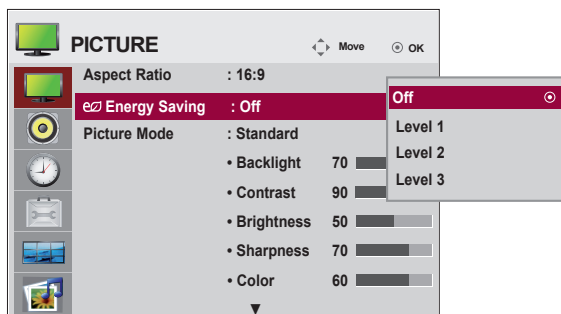 PICTURE
Move
OK
Aspect Ratio : 16:9
Energy Saving : Off
Picture Mode : Standard
• Backlight 70
• Contrast 90
• Brightness 50
• Sharpness 70
• Color 60
▼
Off
Level 1
Level 2
Level 3